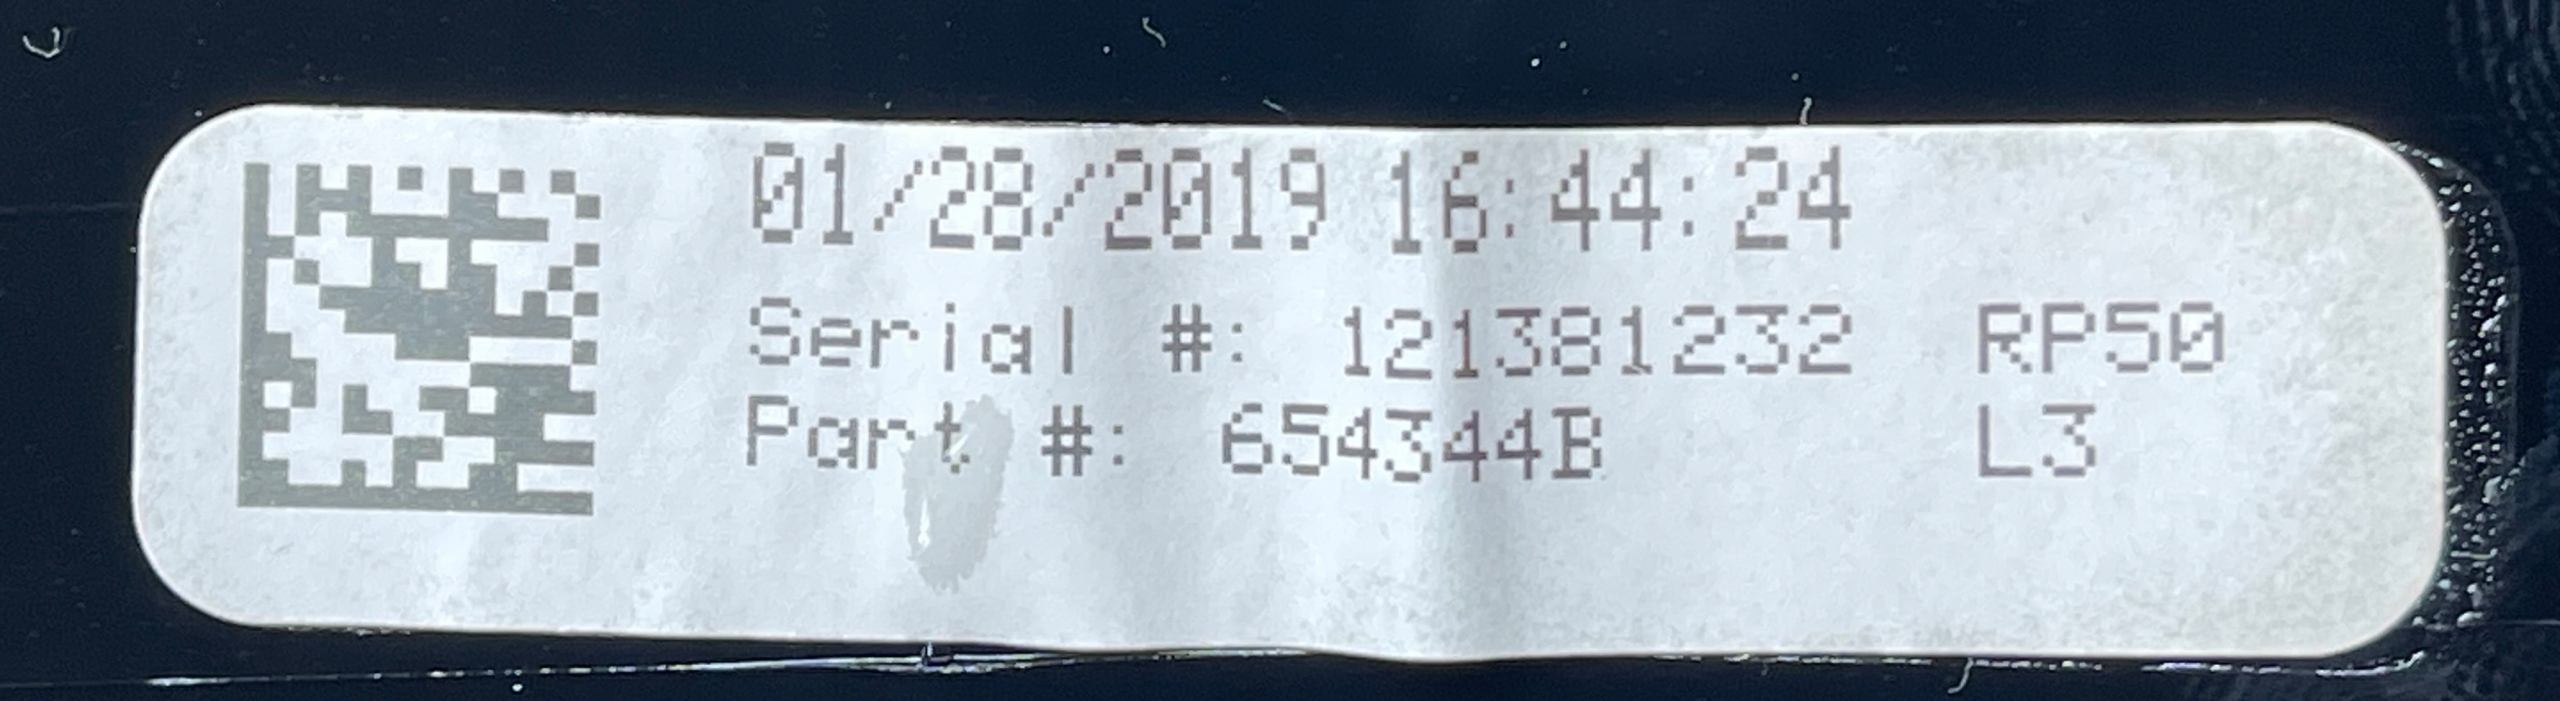 01/28/2019 16:44:24
Serial #: 121381232 RP50
Part #: 654344B L3